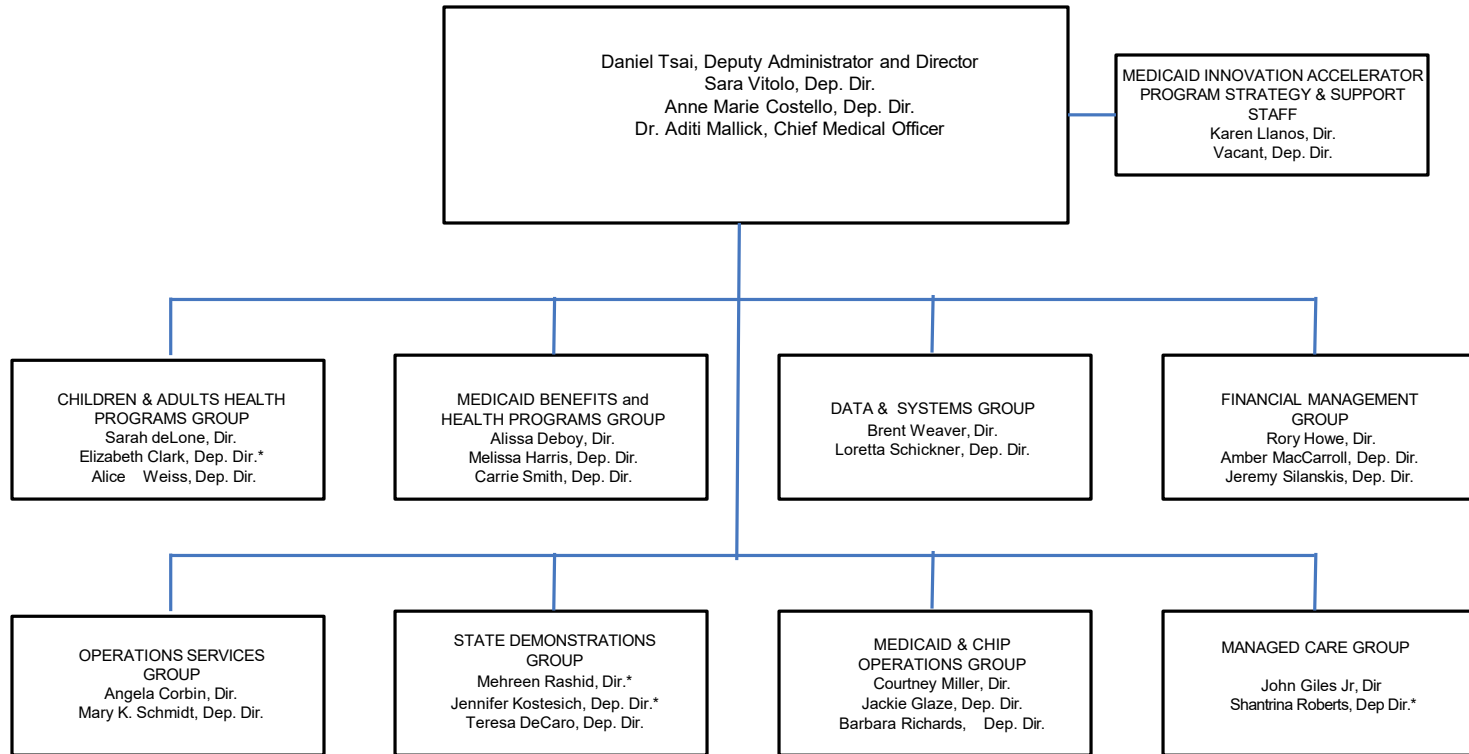 Daniel Tsai, Deputy Administrator and Director
Sara Vitolo, Dep. Dir.
Anne Marie Costello, Dep. Dir.
Dr. Aditi Mallick, Chief Medical Officer
MEDICAID INNOVATION ACCELERATOR
PROGRAM STRATEGY & SUPPORT
STAFF
Karen Llanos, Dir.
Vacant, Dep. Dir.
CHILDREN & ADULTS HEALTH
PROGRAMS GROUP
Sarah deLone, Dir.
Elizabeth Clark, Dep. Dir.*
Alice Weiss, Dep. Dir.
MEDICAID BENEFITS and
HEALTH PROGRAMS GROUP
Alissa Deboy, Dir.
Melissa Harris, Dep. Dir.
Carrie Smith, Dep. Dir.
DATA & SYSTEMS GROUP
Brent Weaver, Dir.
Loretta Schickner, Dep. Dir.
FINANCIAL MANAGEMENT
GROUP
Rory Howe, Dir.
Amber MacCarroll, Dep. Dir.
Jeremy Silanskis, Dep. Dir.
OPERATIONS SERVICES
GROUP
Angela Corbin, Dir.
Mary K. Schmidt, Dep. Dir.
STATE DEMONSTRATIONS
GROUP
Mehreen Rashid, Dir.*
Jennifer Kostesich, Dep. Dir.*
Teresa DeCaro, Dep. Dir.
MEDICAID & CHIP
OPERATIONS GROUP
Courtney Miller, Dir.
Jackie Glaze, Dep. Dir.
Barbara Richards, Dep. Dir.
MANAGED CARE GROUP
John Giles Jr, Dir
Shantrina Roberts, Dep Dir.*